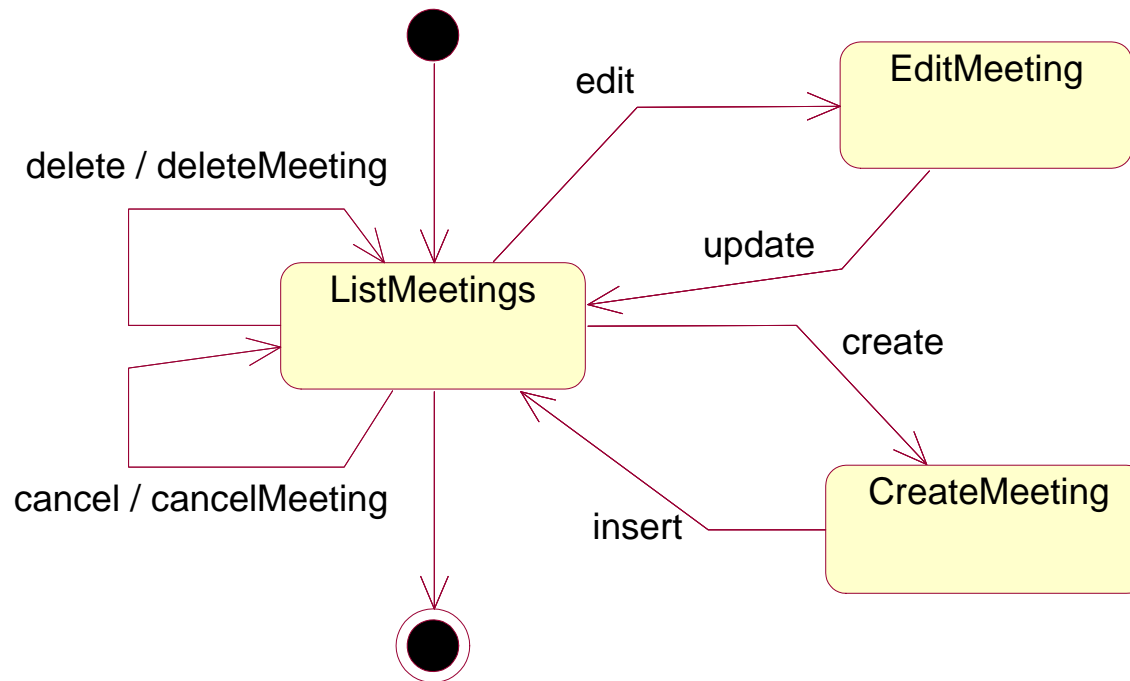 EditMeeting
edit
delete / deleteMeeting
update
ListMeetings
create
CreateMeeting
cancel / cancelMeeting
insert